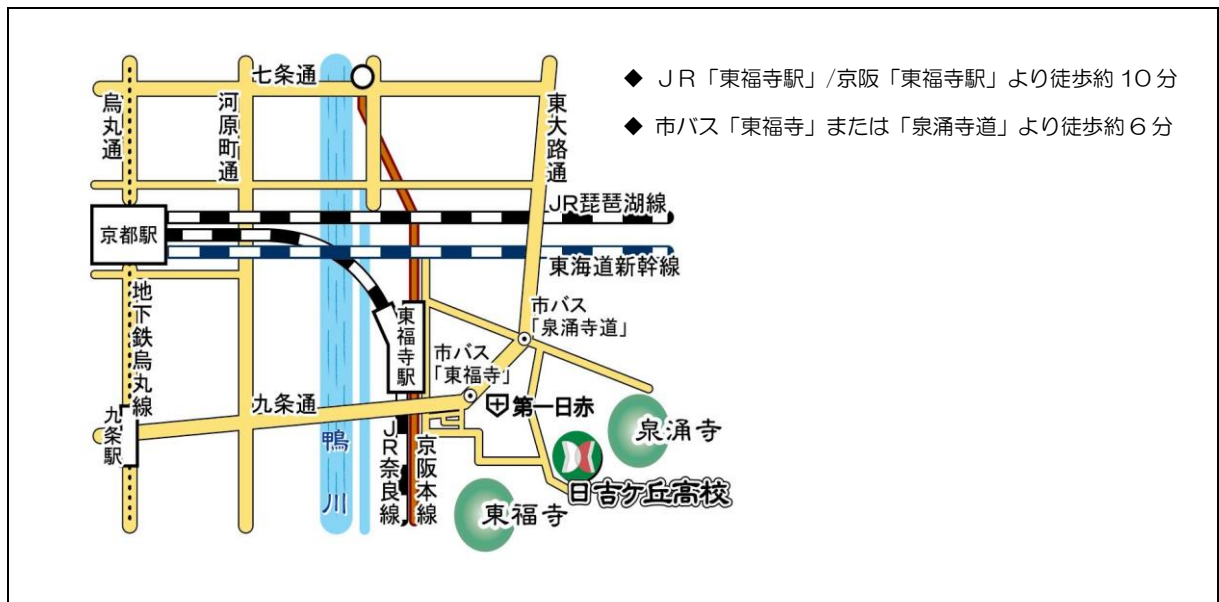 七条通
烏丸通
河原町通
東大路通
◆ JR「東福寺駅」/京阪「東福寺駅」より徒歩約10分
◆ 市バス「東福寺」または「泉涌寺道」より徒歩約6分
JR琵琶湖線
京都駅
東海道新幹線
地下鉄烏丸線
市バス
「泉涌寺道」
東福寺駅
市バス
「東福寺」
九条通
第一日赤
九条駅
鴨川
JR奈良線
京阪本線
泉涌寺
日吉ケ丘高校
東福寺